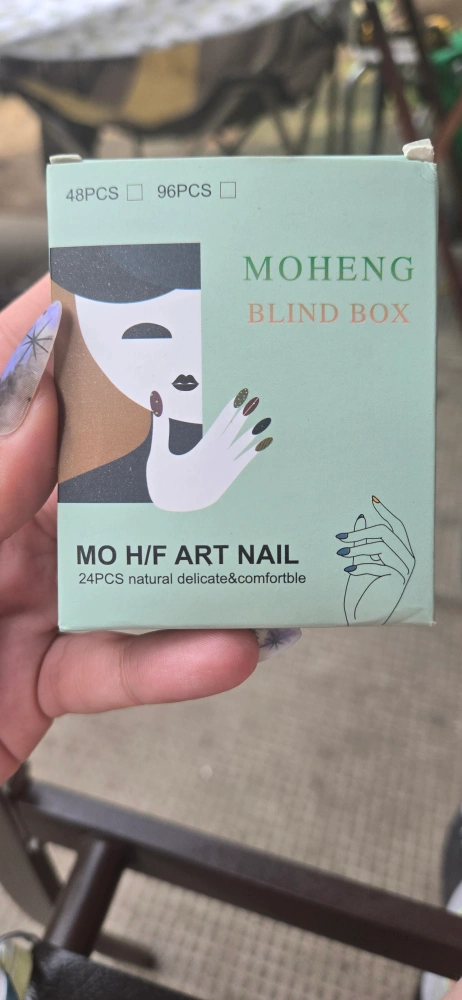 48PCS 96PCS
MOHENG
BLIND BOX
MO H/F ART NAIL
24PCS natural delicate&comfortble